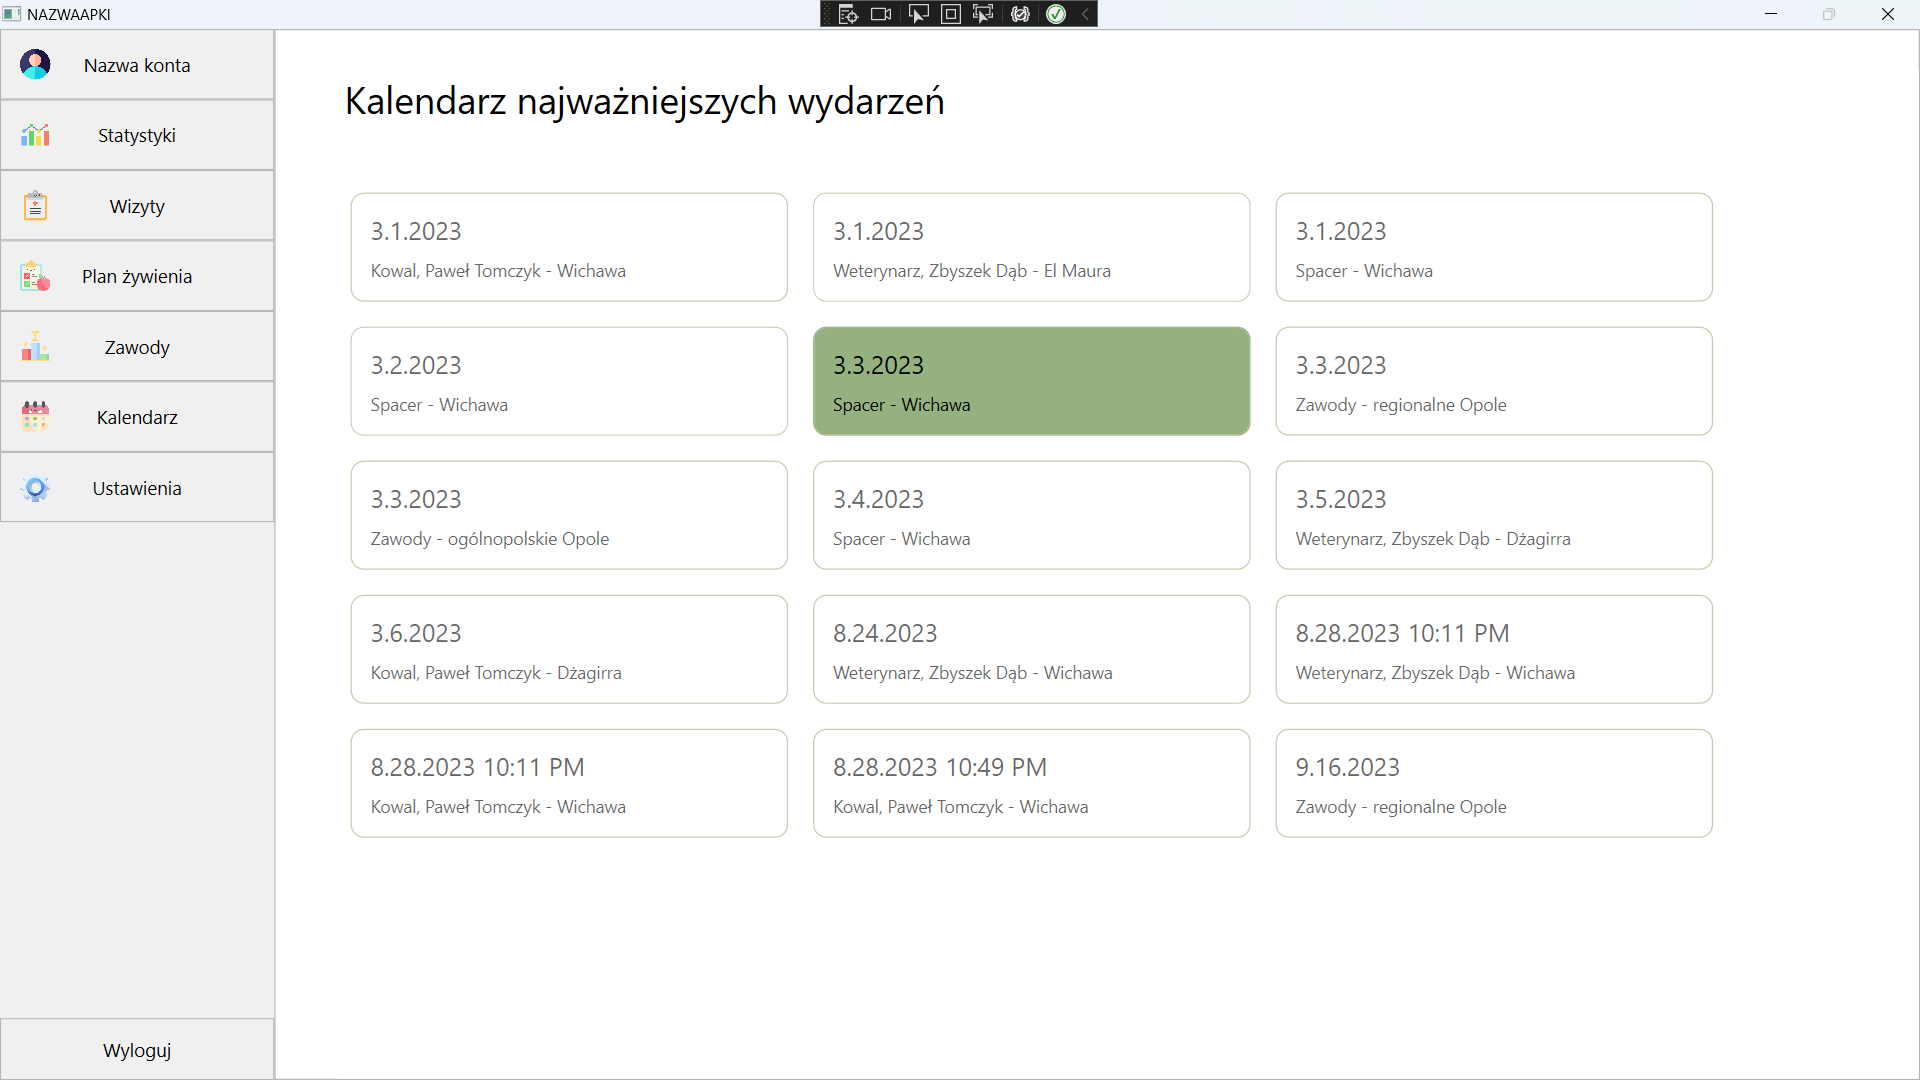 NAZWAAPKI
Nazwa konta
Statystyki
Wizyty
Plan żywienia
Zawody
Kalendarz
Ustawienia
Wyloguj
Kalendarz najważniejszych wydarzeń
3.1.2023
Kowal, Paweł Tomczyk - Wichawa
3.1.2023
Weterynarz, Zbyszek Dąb - El Maura
3.1.2023
Spacer - Wichawa
3.2.2023
Spacer - Wichawa
3.3.2023
Spacer - Wichawa
3.3.2023
Zawody - regionalne Opole
3.3.2023
Zawody - ogólnopolskie Opole
3.4.2023
Spacer - Wichawa
3.5.2023
Weterynarz, Zbyszek Dąb - Dżagirra
3.6.2023
Kowal, Paweł Tomczyk - Dżagirra
8.24.2023
Weterynarz, Zbyszek Dąb - Wichawa
8.28.2023 10:11 PM
Weterynarz, Zbyszek Dąb - Wichawa
8.28.2023 10:11 PM
Kowal, Paweł Tomczyk - Wichawa
8.28.2023 10:49 PM
Kowal, Paweł Tomczyk - Wichawa
9.16.2023
Zawody - regionalne Opole